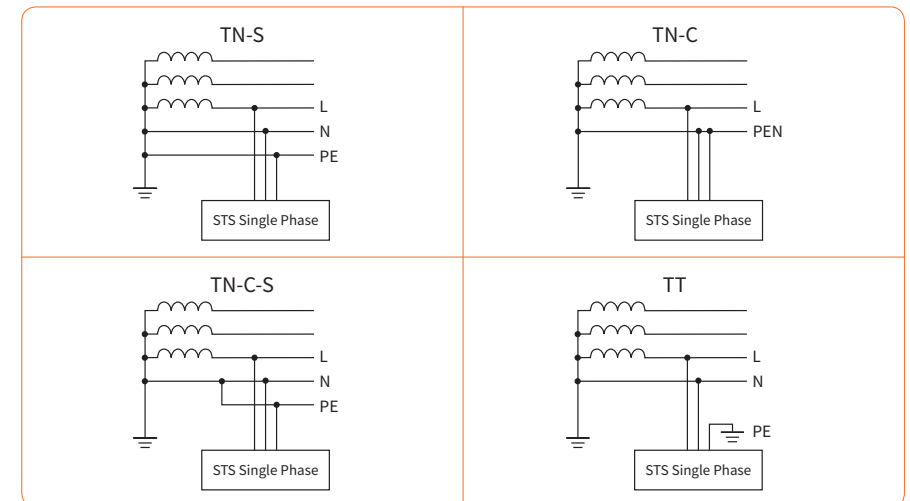 TN-S
L
N
PE
STS Single Phase
TN-C
L
PEN
STS Single Phase
TN-C-S
L
N
PE
STS Single Phase
TT
L
N
PE
STS Single Phase